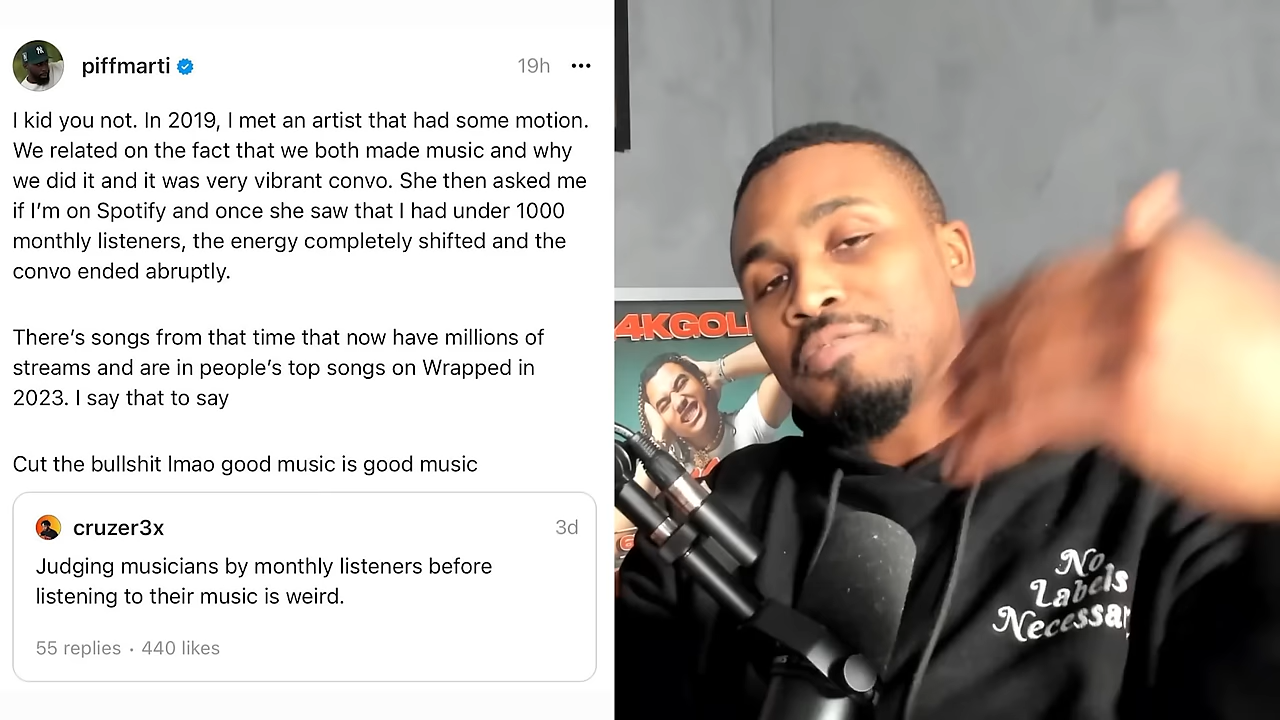 piffmarti
19h
I kid you not. In 2019, I met an artist that had some motion.
We related on the fact that we both made music and why
we did it and it was very vibrant convo. She then asked me
if I’m on Spotify and once she saw that I had under 1000
monthly listeners, the energy completely shifted and the
convo ended abruptly.
There’s songs from that time that now have millions of
streams and are in people’s top songs on Wrapped in
2023. I say that to say
Cut the bullshit lmao good music is good music
cruzer3x
3d
Judging musicians by monthly listeners before
listening to their music is weird.
55 replies · 440 likes
4KGOL
No
Labels
Necessar